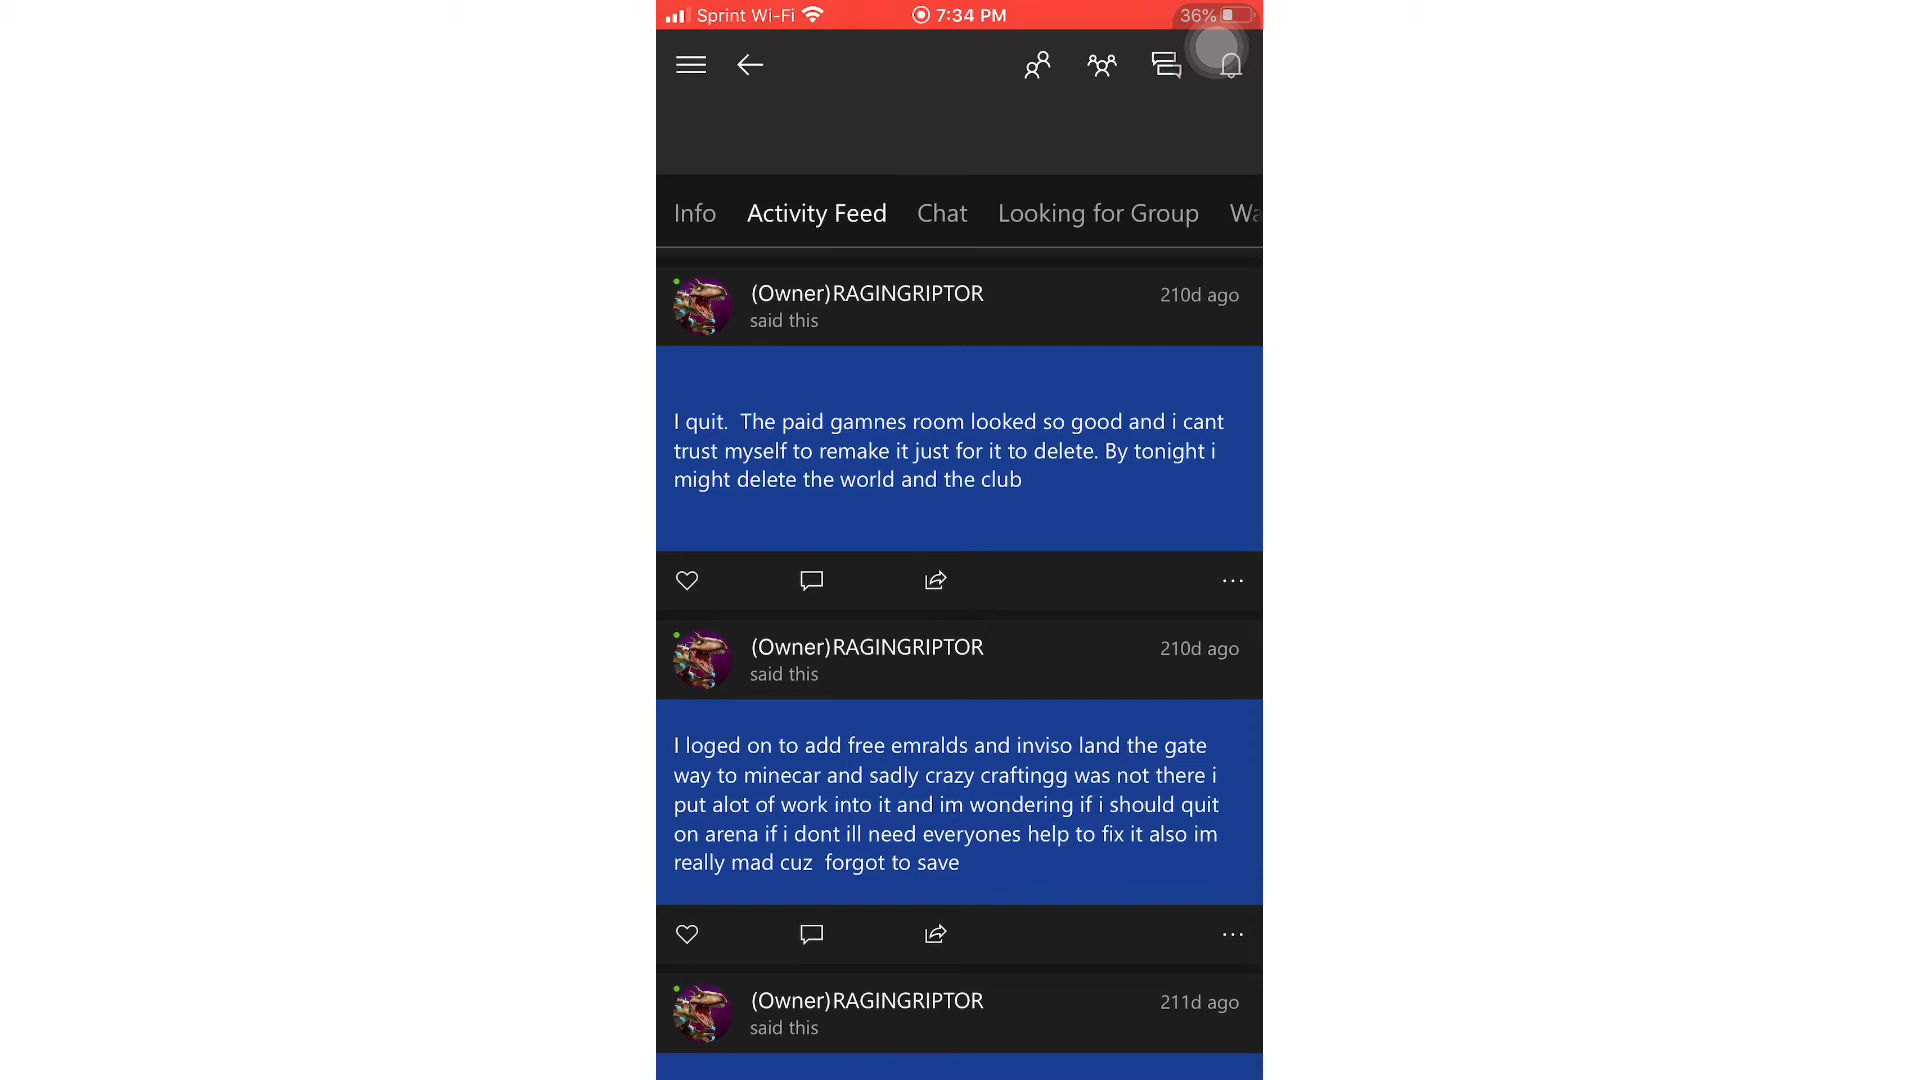 Sprint Wi-Fi 7:34 PM 36%
Info Activity Feed Chat Looking for Group Wa
(Owner)RAGINGRIPTOR 210d ago
said this
I quit.  The paid gamnes room looked so good and i cant
trust myself to remake it just for it to delete. By tonight i
might delete the world and the club
(Owner)RAGINGRIPTOR 210d ago
said this
I loged on to add free emralds and inviso land the gate
way to minecar and sadly crazy craftingg was not there i
put alot of work into it and im wondering if i should quit
on arena if i dont ill need everyones help to fix it also im
really mad cuz  forgot to save
(Owner)RAGINGRIPTOR 211d ago
said this